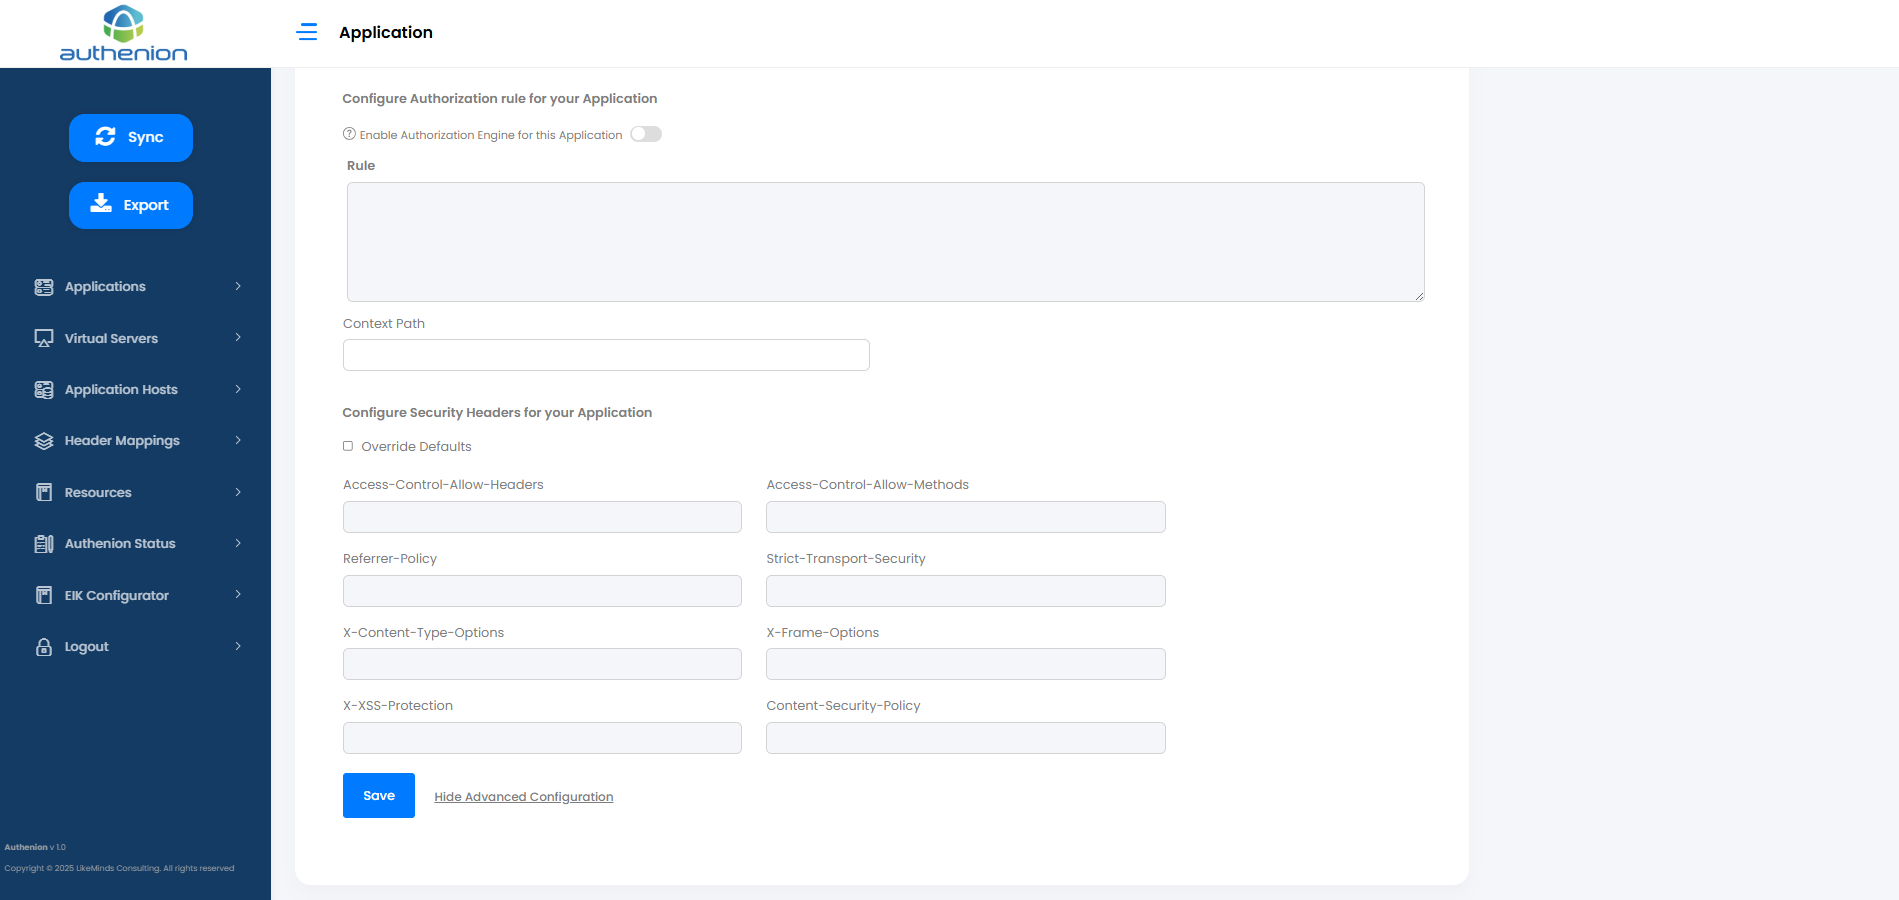 authenion
Application
Sync
Export
Applications
Virtual Servers
Application Hosts
Header Mappings
Resources
Authenion Status
EIK Configurator
Logout
Authenion v 1.0
Copyright © 2025 LikeMinds Consulting. All rights reserved
Configure Authorization rule for your Application
Enable Authorization Engine for this Application
Rule
Context Path
Configure Security Headers for your Application
Override Defaults
Access-Control-Allow-Headers
Access-Control-Allow-Methods
Referrer-Policy
Strict-Transport-Security
X-Content-Type-Options
X-Frame-Options
X-XSS-Protection
Content-Security-Policy
Save
Hide Advanced Configuration